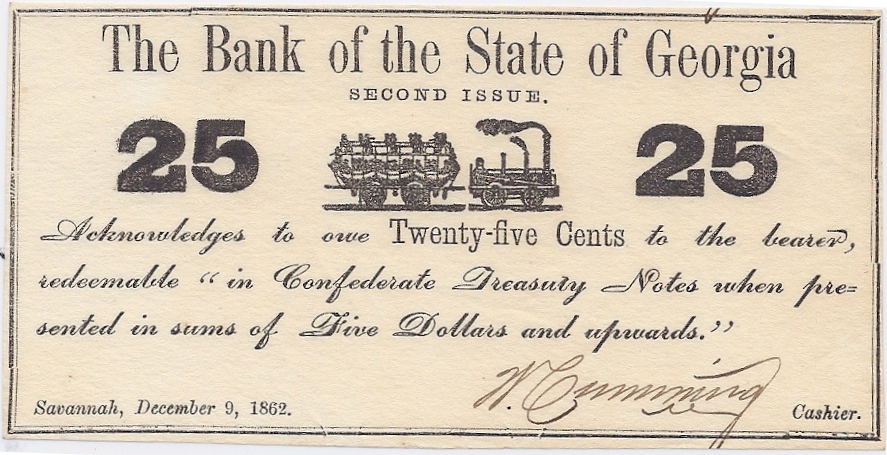 The Bank of the State of Georgia
SECOND ISSUE.
25 25
Acknowledges to owe Twenty-five Cents to the bearer,
redeemable “in Confederate Treasury Notes when pre=
sented in sums of Five Dollars and upwards.”
W. Cumming
Savannah, December 9, 1862. Cashier.